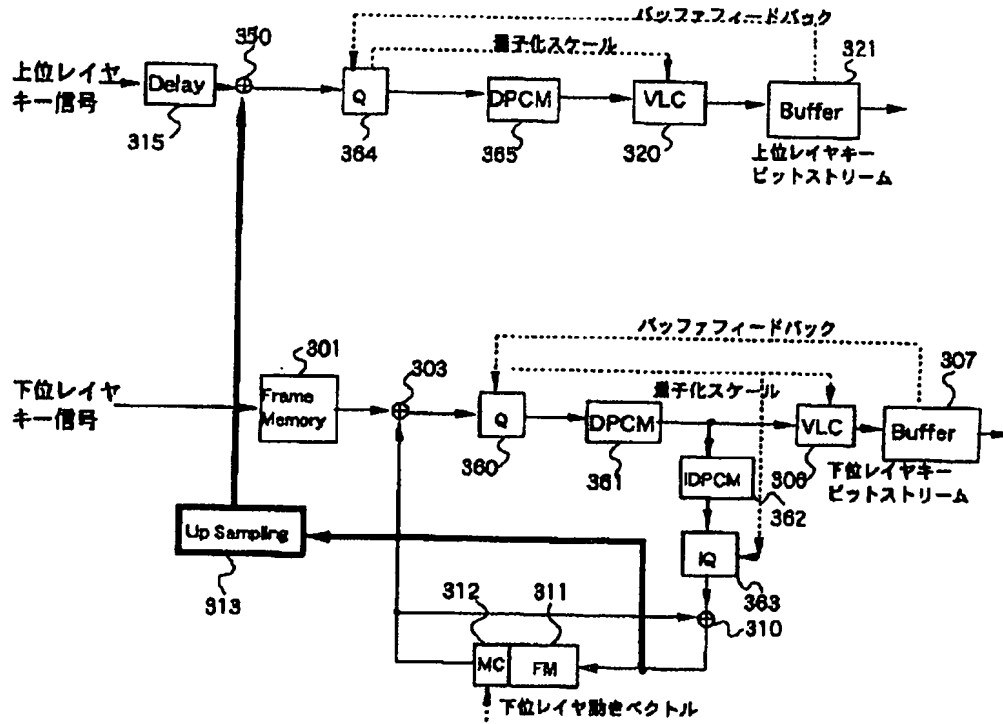 バッファフィードバック
350
量子化スケール
321
上位レイヤ
キー信号
Delay
Q
DPCM
VLC
Buffer
315
364
365
320
上位レイヤキー
ビットストリーム
バッファフィードバック
301
303
307
下位レイヤ
キー信号
Frame
Memory
量子化スケール
Q
DPCM
VLC
Buffer
360
361
IDPCM
306
下位レイヤキー
ビットストリーム
362
Up Sampling
IQ
313
312
311
363
310
MC
FM
下位レイヤ動きベクトル